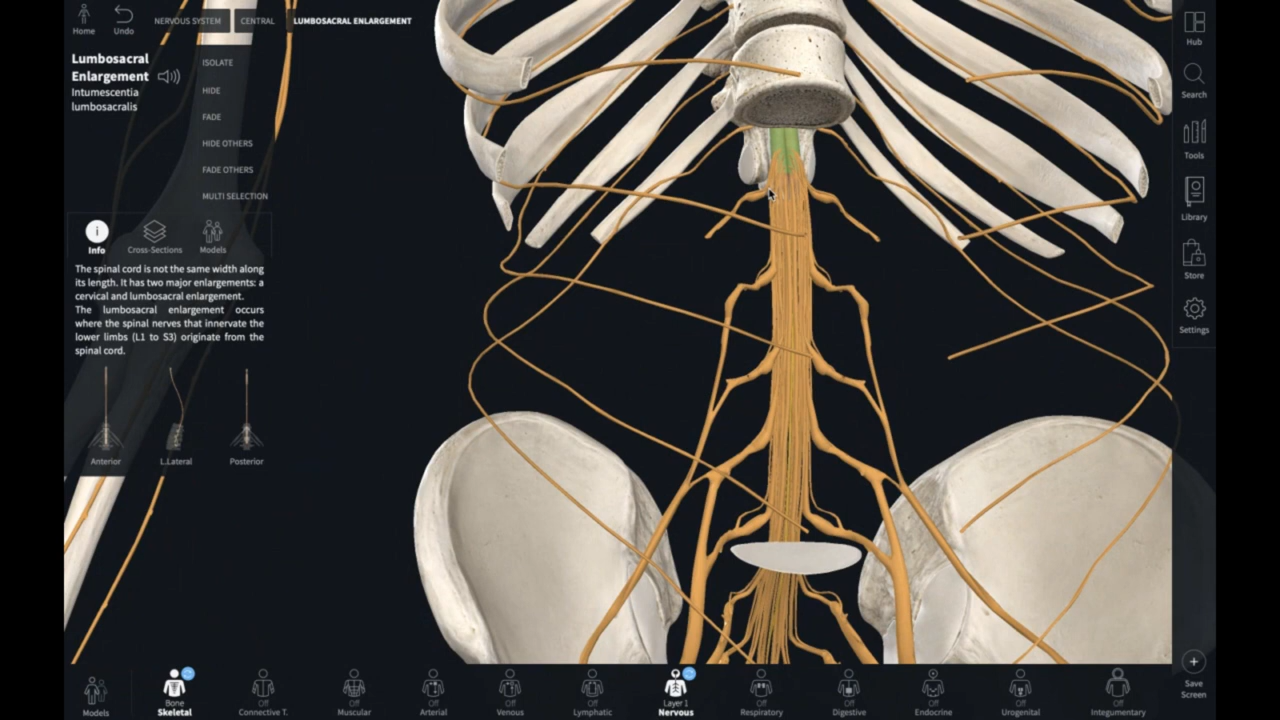 Home
Undo
NERVOUS SYSTEM
CENTRAL
LUMBOSACRAL ENLARGEMENT
Lumbosacral
Enlargement
Intumescentia
lumbosacralis
ISOLATE
HIDE
FADE
HIDE OTHERS
FADE OTHERS
MULTI SELECTION
Info
Cross-Sections
Models
The spinal cord is not the same width along
its length. It has two major enlargements: a
cervical and lumbosacral enlargement.
The lumbosacral enlargement occurs
where the spinal nerves that innervate the
lower limbs (L1 to S3) originate from the
spinal cord.
Anterior
L.Lateral
Posterior
Hub
Search
Tools
Library
Store
Settings
Save
Screen
Models
Bone
Skeletal
Off
Connective T.
Off
Muscular
Off
Arterial
Off
Venous
Off
Lymphatic
Layer 1
Nervous
Off
Respiratory
Off
Digestive
Off
Endocrine
Off
Urogenital
Off
Integumentary